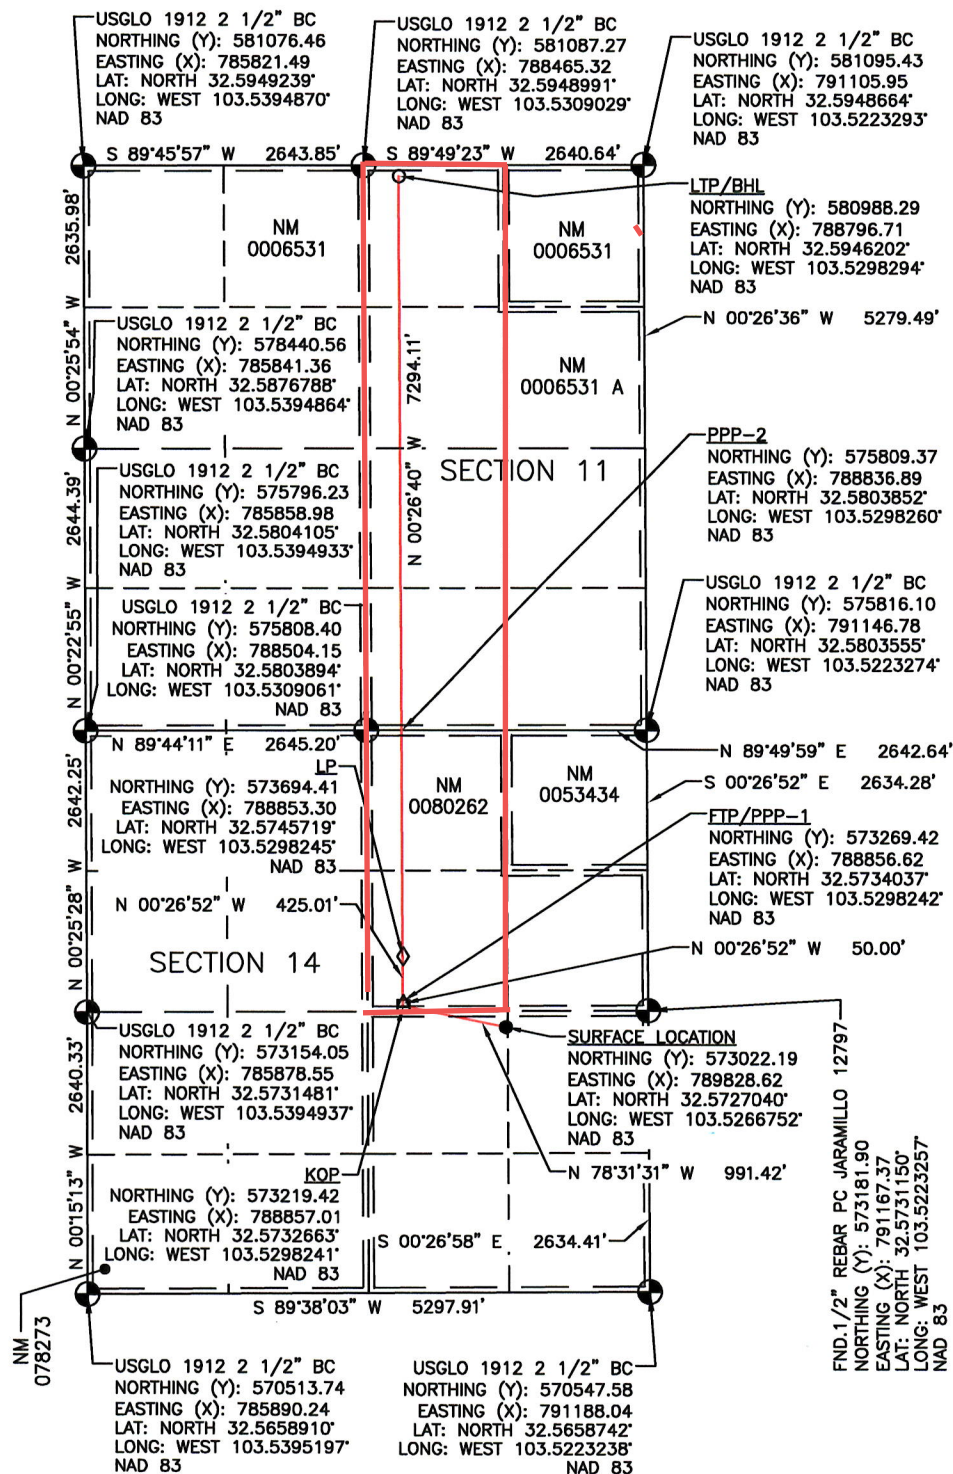 USGLO 1912 2 1/2" BC
NORTHING (Y): 581076.46
EASTING (X): 785821.49
LAT: NORTH 32.5949239°
LONG: WEST 103.5394870°
NAD 83
USGLO 1912 2 1/2" BC
NORTHING (Y): 581087.27
EASTING (X): 788465.32
LAT: NORTH 32.5948991°
LONG: WEST 103.5309029°
NAD 83
USGLO 1912 2 1/2" BC
NORTHING (Y): 581095.43
EASTING (X): 791105.95
LAT: NORTH 32.5948664°
LONG: WEST 103.5223293°
NAD 83
S 89°45'57" W 2643.85'
S 89°49'23" W 2640.64'
LTP/BHL
NORTHING (Y): 580988.29
EASTING (X): 788796.71
LAT: NORTH 32.5946202°
LONG: WEST 103.5298294°
NAD 83
NM
0006531
NM
0006531
N 00°25'54" W 2635.98'
N 00°26'36" W 5279.49'
USGLO 1912 2 1/2" BC
NORTHING (Y): 578440.56
EASTING (X): 785841.36
LAT: NORTH 32.5876788°
LONG: WEST 103.5394864°
NAD 83
N 00°26'40" W 7294.11'
NM
0006531 A
SECTION 11
PPP-2
NORTHING (Y): 575809.37
EASTING (X): 788836.89
LAT: NORTH 32.5803852°
LONG: WEST 103.5298260°
NAD 83
USGLO 1912 2 1/2" BC
NORTHING (Y): 575796.23
EASTING (X): 785858.98
LAT: NORTH 32.5804105°
LONG: WEST 103.5394933°
NAD 83
N 00°22'55" W 2644.39'
USGLO 1912 2 1/2" BC
NORTHING (Y): 575808.40
EASTING (X): 788504.15
LAT: NORTH 32.5803894°
LONG: WEST 103.5309061°
NAD 83
USGLO 1912 2 1/2" BC
NORTHING (Y): 575816.10
EASTING (X): 791146.78
LAT: NORTH 32.5803555°
LONG: WEST 103.5223274°
NAD 83
N 89°44'11" E 2645.20'
N 89°49'59" E 2642.64'
S 00°26'52" E 2634.28'
LP
NORTHING (Y): 573694.41
EASTING (X): 788853.30
LAT: NORTH 32.5745719°
LONG: WEST 103.5298245°
NAD 83
NM
0080262
NM
0053434
FTP/PPP-1
NORTHING (Y): 573269.42
EASTING (X): 788856.62
LAT: NORTH 32.5734037°
LONG: WEST 103.5298242°
NAD 83
N 00°25'28" W 2642.25'
N 00°26'52" W 425.01'
N 00°26'52" W 50.00'
SECTION 14
USGLO 1912 2 1/2" BC
NORTHING (Y): 573154.05
EASTING (X): 785878.55
LAT: NORTH 32.5731481°
LONG: WEST 103.5394937°
NAD 83
SURFACE LOCATION
NORTHING (Y): 573022.19
EASTING (X): 789828.62
LAT: NORTH 32.5727040°
LONG: WEST 103.5266752°
NAD 83
N 78°31'31" W 991.42'
FND.1/2" REBAR PC JARAMILLO 12797
NORTHING (Y): 573181.90
EASTING (X): 791167.37
LAT: NORTH 32.5731150°
LONG: WEST 103.5223257°
NAD 83
KOP
NORTHING (Y): 573219.42
EASTING (X): 788857.01
LAT: NORTH 32.5732663°
LONG: WEST 103.5298241°
NAD 83
N 00°15'13" W 2640.33'
S 00°26'58" E 2634.41'
S 89°38'03" W 5297.91'
NM
078273
USGLO 1912 2 1/2" BC
NORTHING (Y): 570513.74
EASTING (X): 785890.24
LAT: NORTH 32.5658910°
LONG: WEST 103.5395197°
NAD 83
USGLO 1912 2 1/2" BC
NORTHING (Y): 570547.58
EASTING (X): 791188.04
LAT: NORTH 32.5658742°
LONG: WEST 103.5223238°
NAD 83